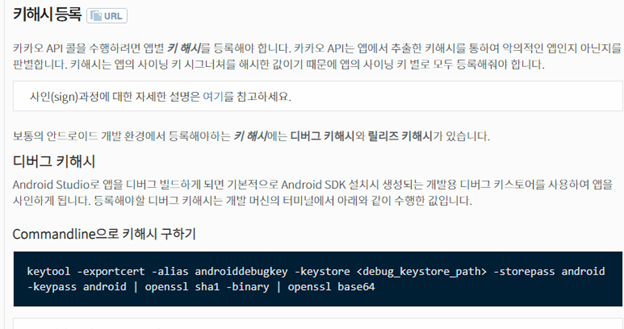 키해시 등록 URL
카카오 API 콜을 수행하려면 앱별 키 해시를 등록해야 합니다. 카카오 API는 앱에서 추출한 키해시를 통하여 악의적인 앱인지 아닌지를
판별합니다. 키해시는 앱의 사이닝 키 시그너쳐를 해시한 값이기 때문에 앱의 사이닝 키 별로 모두 등록해줘야 합니다.
사인(sign)과정에 대한 자세한 설명은 여기를 참고하세요.
보통의 안드로이드 개발 환경에서 등록해야하는 키 해시에는 디버그 키해시와 릴리즈 키해시가 있습니다.
디버그 키해시
Android Studio로 앱을 디버그 빌드하게 되면 기본적으로 Android SDK 설치시 생성되는 개발용 디버그 키스토어를 사용하여 앱을
사인하게 됩니다. 등록해야할 디버그 키해시는 개발 머신의 터미널에서 아래와 같이 수행한 값입니다.
Commandline으로 키해시 구하기
keytool -exportcert -alias androiddebugkey -keystore <debug_keystore_path> -storepass android
-keypass android | openssl sha1 -binary | openssl base64